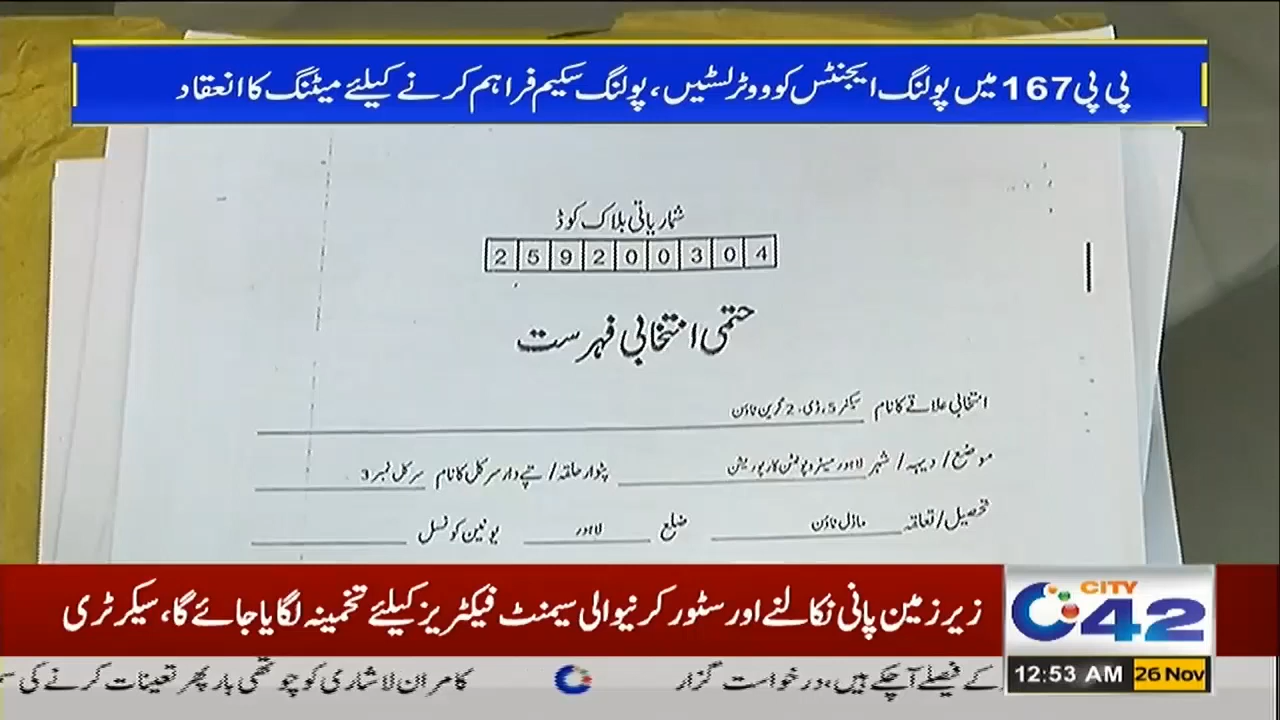 پی پی 167 میں پولنگ ایجنٹس کو ووٹر لسٹیں، پولنگ سکیم فراہم کرنے کیلئے میٹنگ کا انعقاد
شماریاتی بلاک کوڈ
259200304
حتمی انتخابی فہرست
انتخابی علاقے کا نام سیکٹر 5، ڈی، 2 گرین ٹاؤن
موضع/ دیہہ/ شہر لاہور میٹروپولٹن کارپوریشن پٹوار حلقہ/ ٹپے دار سرکل کا نام سرکل نمبر 3
تحصیل/تعلقہ ماڈل ٹاؤن ضلع لاہور یونین کونسل
زیر زمین پانی نکالنے اور سٹور کرنیوالی سیمنٹ فیکٹریز کیلئے تخمینہ لگایا جائے گا، سیکرٹری
CITY 42
کے فیصلے آچکے ہیں، درخواست گزار کامران لاشاری کو چوتھی بار پھر تعینات کرنے کی
12:53 AM 26 Nov